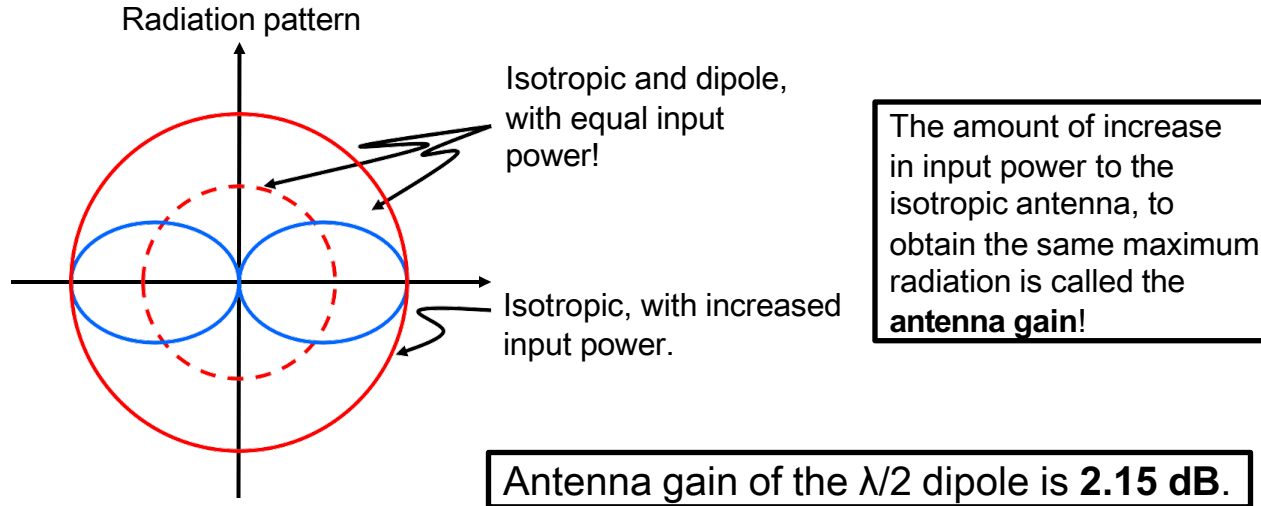 Radiation pattern
Isotropic and dipole,
with equal input
power!
The amount of increase
in input power to the
isotropic antenna, to
obtain the same maximum
radiation is called the
antenna gain!
Isotropic, with increased
input power.
Antenna gain of the λ/2 dipole is 2.15 dB.